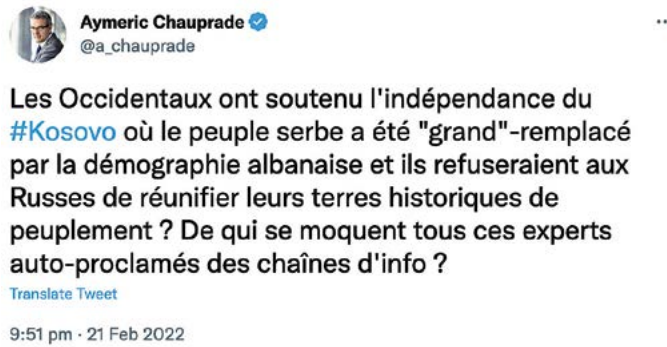 Aymeric Chauprade
@a_chauprade
Les Occidentaux ont soutenu l'indépendance du
#Kosovo où le peuple serbe a été "grand"-remplacé
par la démographie albanaise et ils refuseraient aux
Russes de réunifier leurs terres historiques de
peuplement ? De qui se moquent tous ces experts
auto-proclamés des chaînes d'info ?
Translate Tweet
9:51 pm · 21 Feb 2022